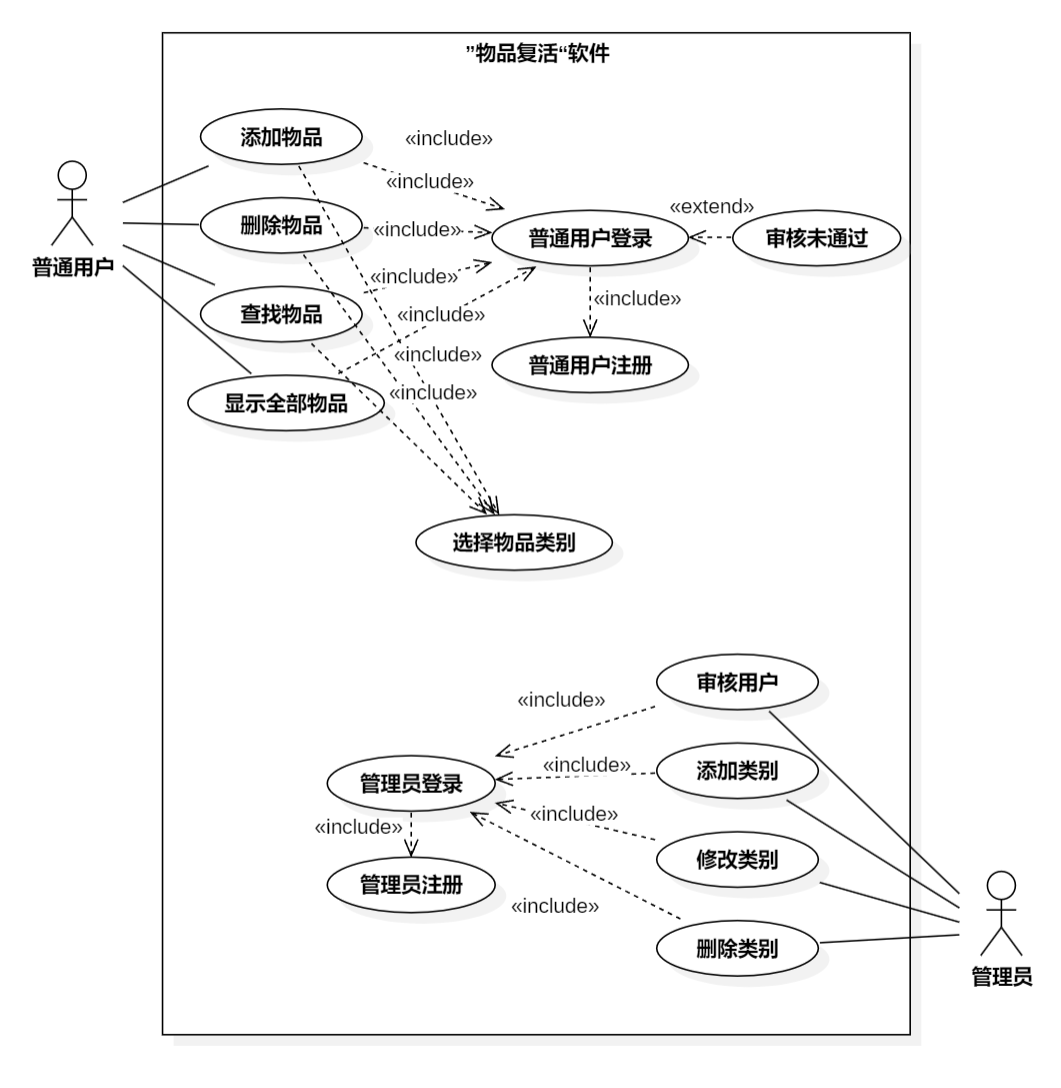 ”物品复活“软件
添加物品
«include»
«include»
«extend»
普通用户
删除物品
«include»
普通用户登录
审核未通过
«include»
«include»
查找物品
«include»
«include»
普通用户注册
«include»
显示全部物品
选择物品类别
审核用户
«include»
«include»
添加类别
管理员登录
«include»
«include»
修改类别
管理员注册
«include»
删除类别
管理员